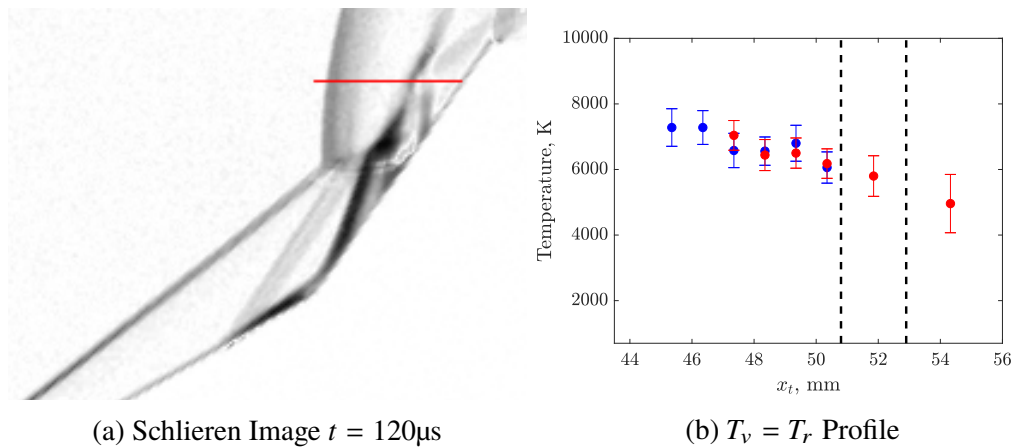 10000
8000
6000
4000
2000
Temperature, K
44 46 48 50 52 54 56
x_t, mm
(a) Schlieren Image t = 120μs
(b) T_v = T_r Profile